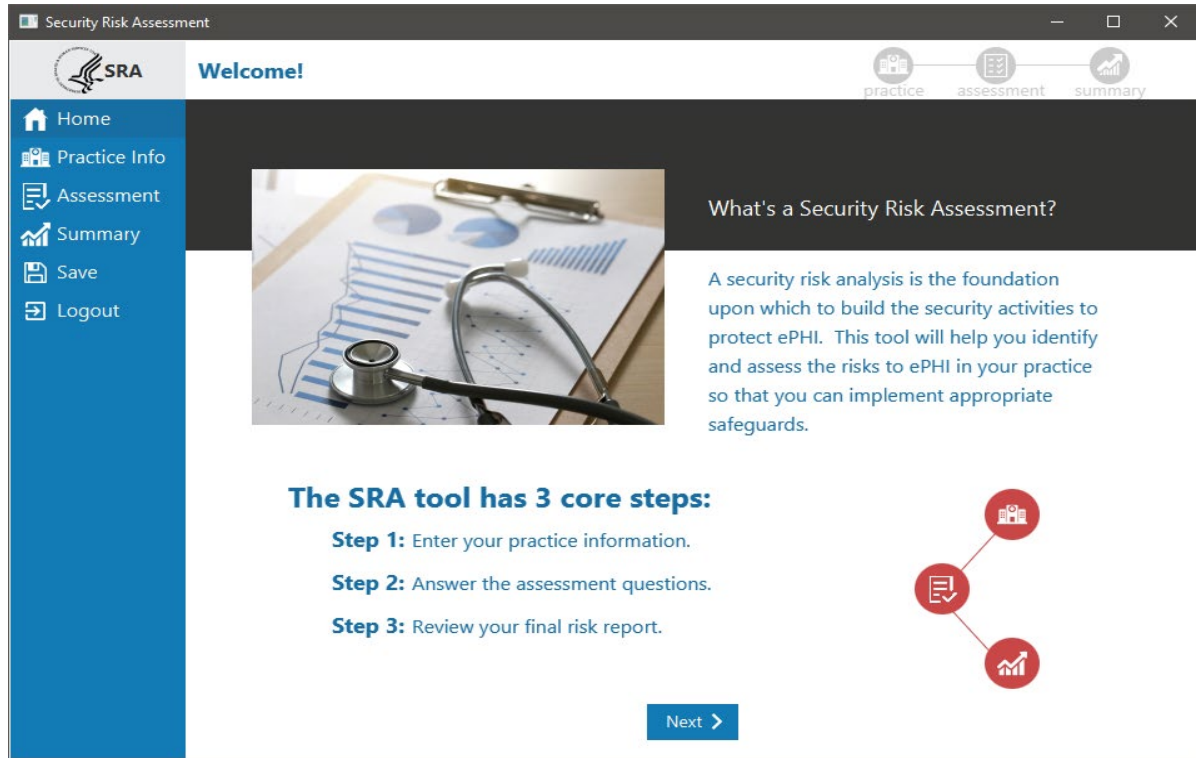 Security Risk Assessment
SRA
Welcome!
practice
assessment
summary
Home
Practice Info
Assessment
Summary
Save
Logout
What's a Security Risk Assessment?
A security risk analysis is the foundation
upon which to build the security activities to
protect ePHI.  This tool will help you identify
and assess the risks to ePHI in your practice
so that you can implement appropriate
safeguards.
The SRA tool has 3 core steps:
Step 1: Enter your practice information.
Step 2: Answer the assessment questions.
Step 3: Review your final risk report.
Next